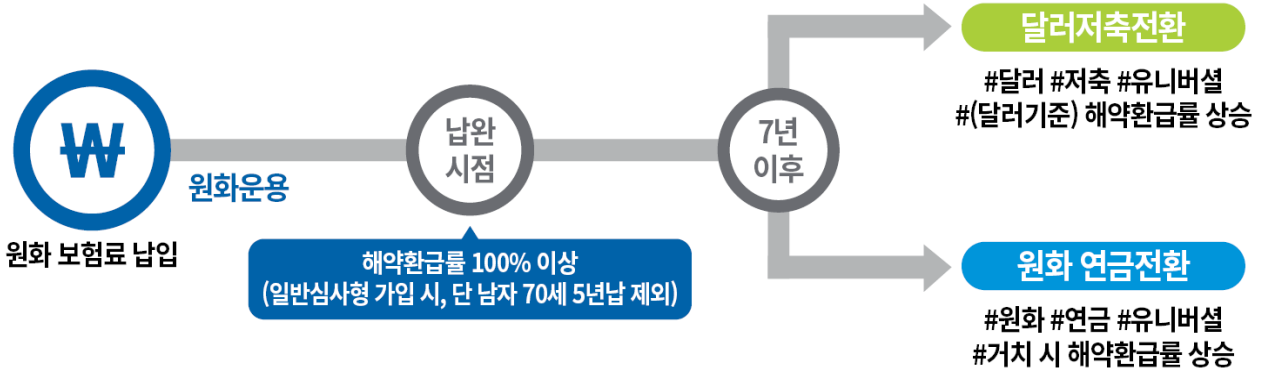 ₩
원화운용
원화 보험료 납입
납완
시점
해약환급률 100% 이상
(일반심사형 가입 시, 단 남자 70세 5년납 제외)
7년
이후
달러저축전환
#달러 #저축 #유니버셜
#(달러기준) 해약환급률 상승
원화 연금전환
#원화 #연금 #유니버셜
#거치 시 해약환급률 상승